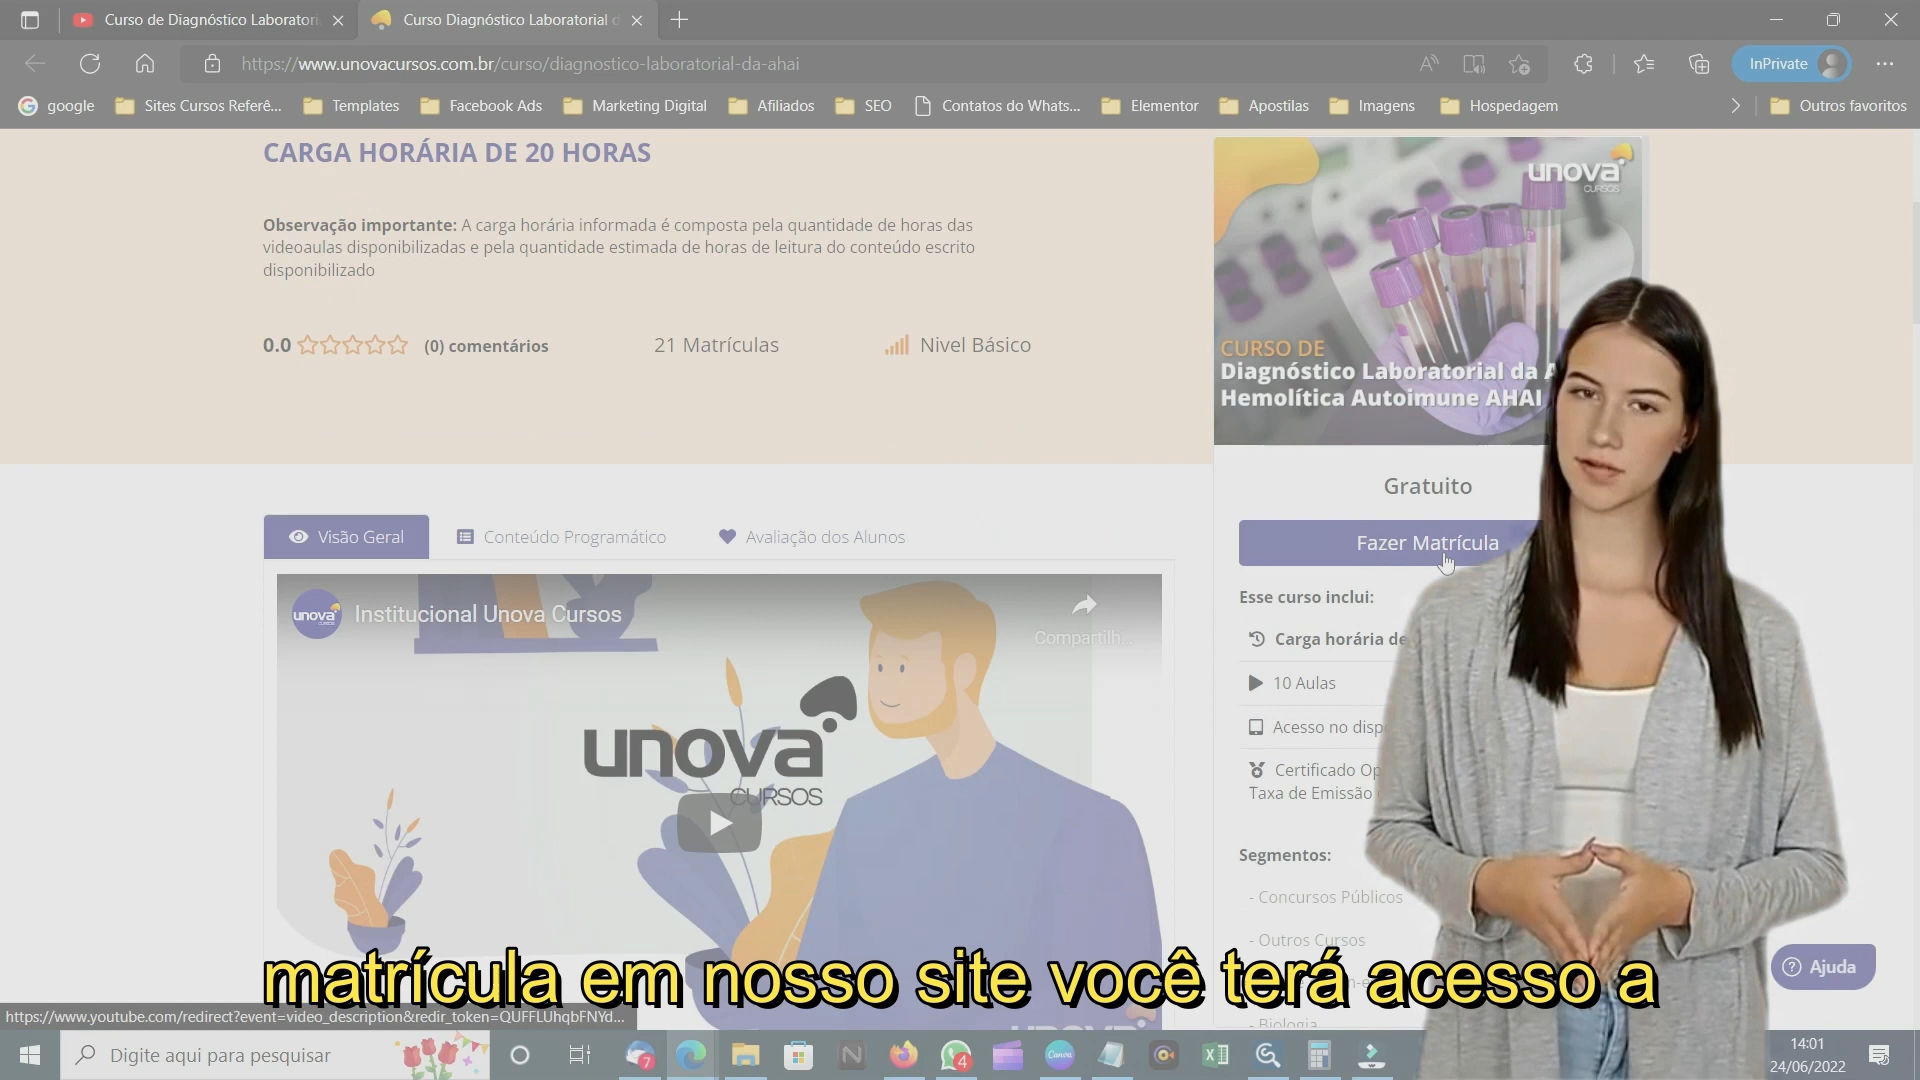 Curso de Diagnóstico Laboratori
Curso Diagnóstico Laboratorial d
https://www.unovacursos.com.br/curso/diagnostico-laboratorial-da-ahai
InPrivate
google
Sites Cursos Referê...
Templates
Facebook Ads
Marketing Digital
Afiliados
SEO
Contatos do Whats...
Elementor
Apostilas
Imagens
Hospedagem
Outros favoritos
CARGA HORÁRIA DE 20 HORAS
Observação importante: A carga horária informada é composta pela quantidade de horas das
videoaulas disponibilizadas e pela quantidade estimada de horas de leitura do conteúdo escrito
disponibilizado
0.0
(0) comentários
21 Matrículas
Nivel Básico
unova
CURSOS
CURSO DE
Diagnóstico Laboratorial da A
Hemolítica Autoimune AHAI
Gratuito
Fazer Matrícula
Esse curso inclui:
Carga horária de
10 Aulas
Acesso no disp
Certificado Op
Taxa de Emissão
Segmentos:
- Concursos Públicos
- Outros Cursos
- Biologia
Visão Geral
Conteúdo Programático
Avaliação dos Alunos
unova
Institucional Unova Cursos
Compartilh...
unova
CURSOS
matrícula em nosso site você terá acesso a
Ajuda
https://www.youtube.com/redirect?event=video_description&redir_token=QUFFLUhqbFNYd...
Digite aqui para pesquisar
7
4
Canva
14:01
24/06/2022